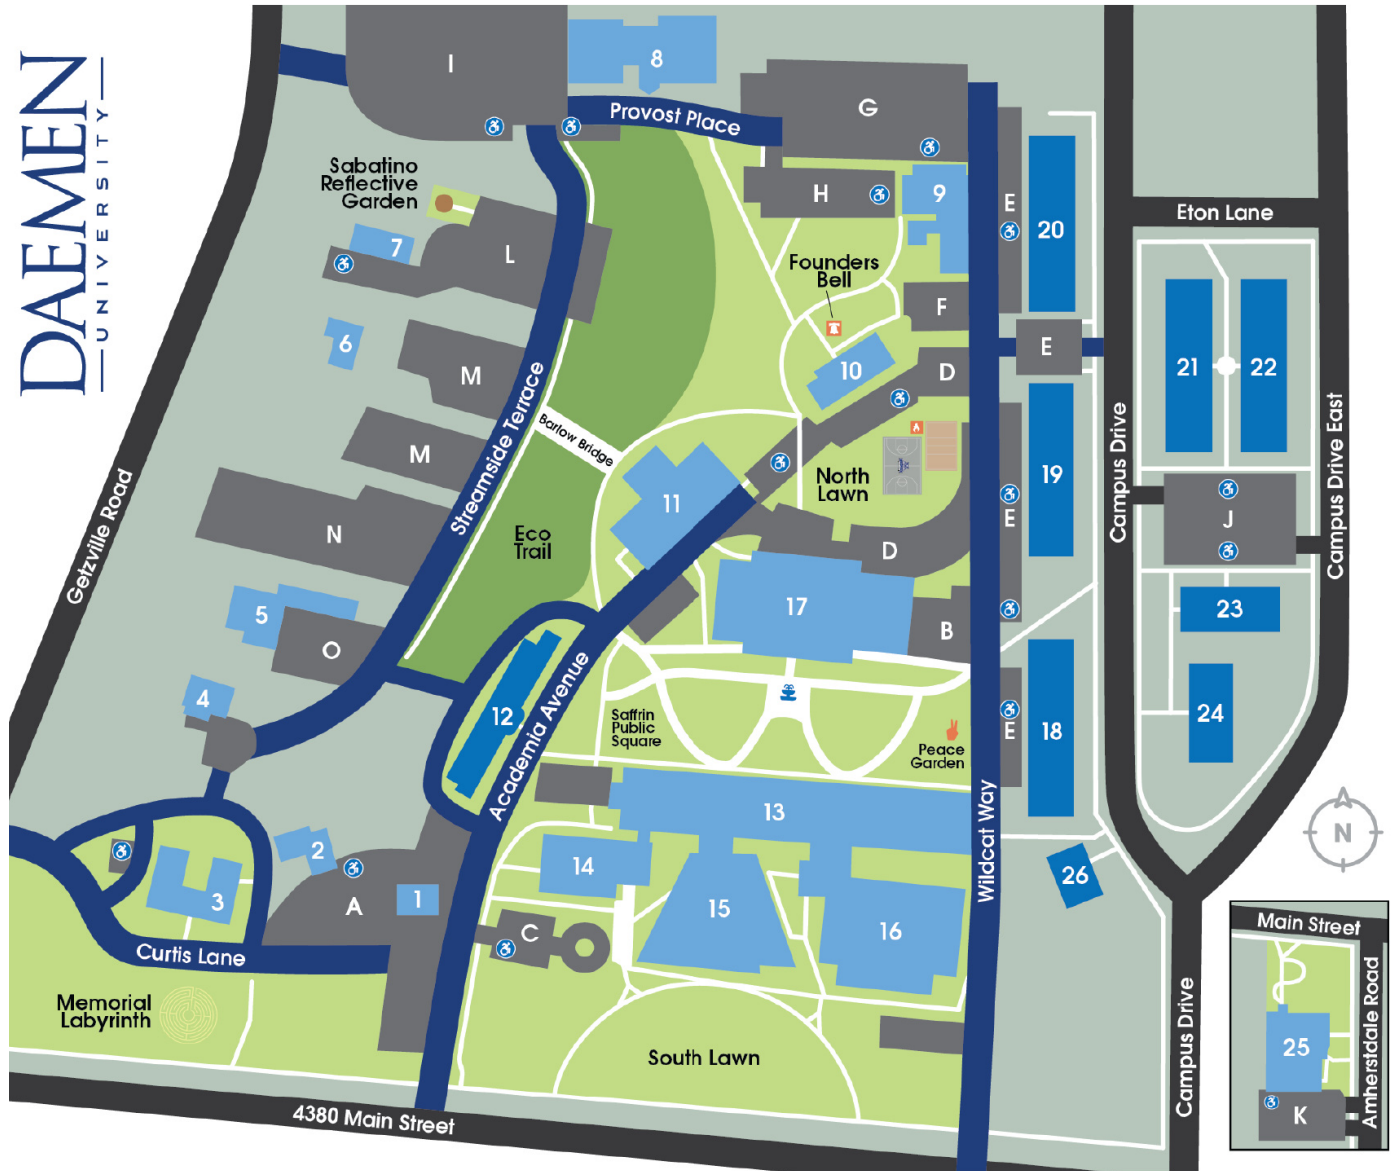 DAEMEN
UNIVERSITY
I
8
Provost Place
G
Sabatino
Reflective
Garden
H
9
E
20
Eton Lane
7
L
Founders
Bell
F
6
M
10
D
E
21
22
Streamside Terrace
Barlow Bridge
M
North
Lawn
11
19
Campus Drive
Campus Drive East
Getzville Road
N
Eco
Trail
D
E
J
5
17
23
O
B
4
12
Academia Avenue
Saffrin
Public
Square
Peace
Garden
E
18
24
13
Wildcat Way
N
2
14
26
3
A
1
C
15
16
Main Street
Curtis Lane
Memorial
Labyrinth
South Lawn
Campus Drive
25
Amherstdale Road
K
4380 Main Street